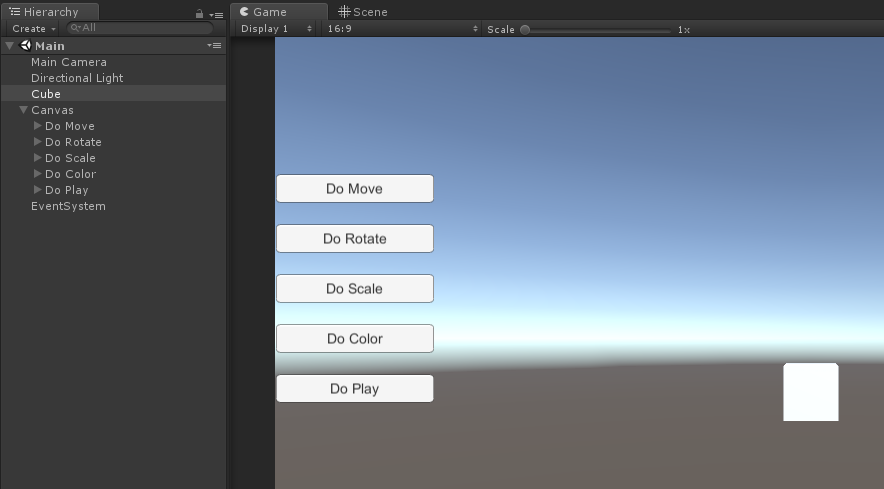 Hierarchy
Create
All
Main
Main Camera
Directional Light
Cube
Canvas
Do Move
Do Rotate
Do Scale
Do Color
Do Play
EventSystem
Game
Scene
Display 1
16:9
Scale
1x
Do Move
Do Rotate
Do Scale
Do Color
Do Play